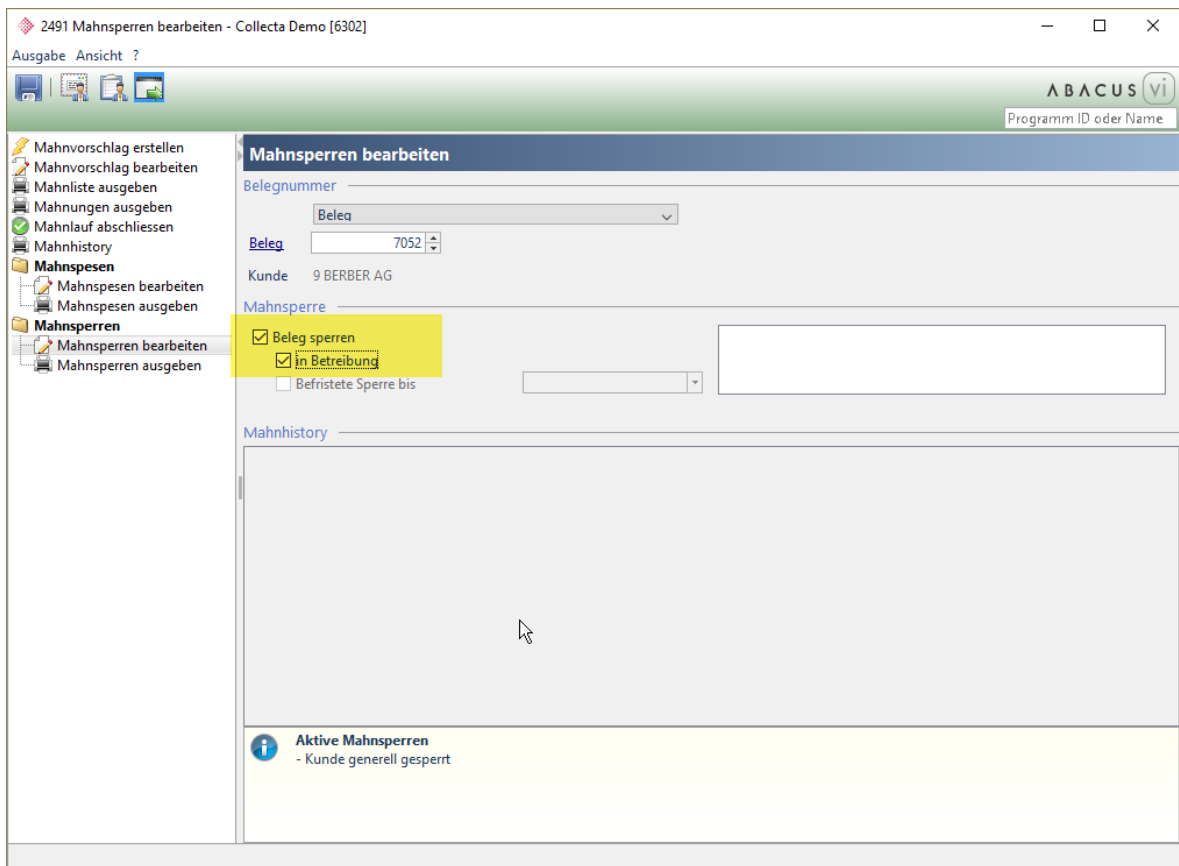 2491 Mahnsperren bearbeiten - Collecta Demo [6302]
Ausgabe Ansicht ?
ABACUS vi
Programm ID oder Name
Mahnvorschlag erstellen
Mahnvorschlag bearbeiten
Mahnliste ausgeben
Mahnungen ausgeben
Mahnlauf abschliessen
Mahnhistory
Mahnspesen
Mahnspesen bearbeiten
Mahnspesen ausgeben
Mahnsperren
Mahnsperren bearbeiten
Mahnsperren ausgeben
Mahnsperren bearbeiten
Belegnummer
Beleg
Beleg 7052
Kunde 9 BERBER AG
Mahnsperre
Beleg sperren
in Betreibung
Befristete Sperre bis
Mahnhistory
Aktive Mahnsperren
- Kunde generell gesperrt